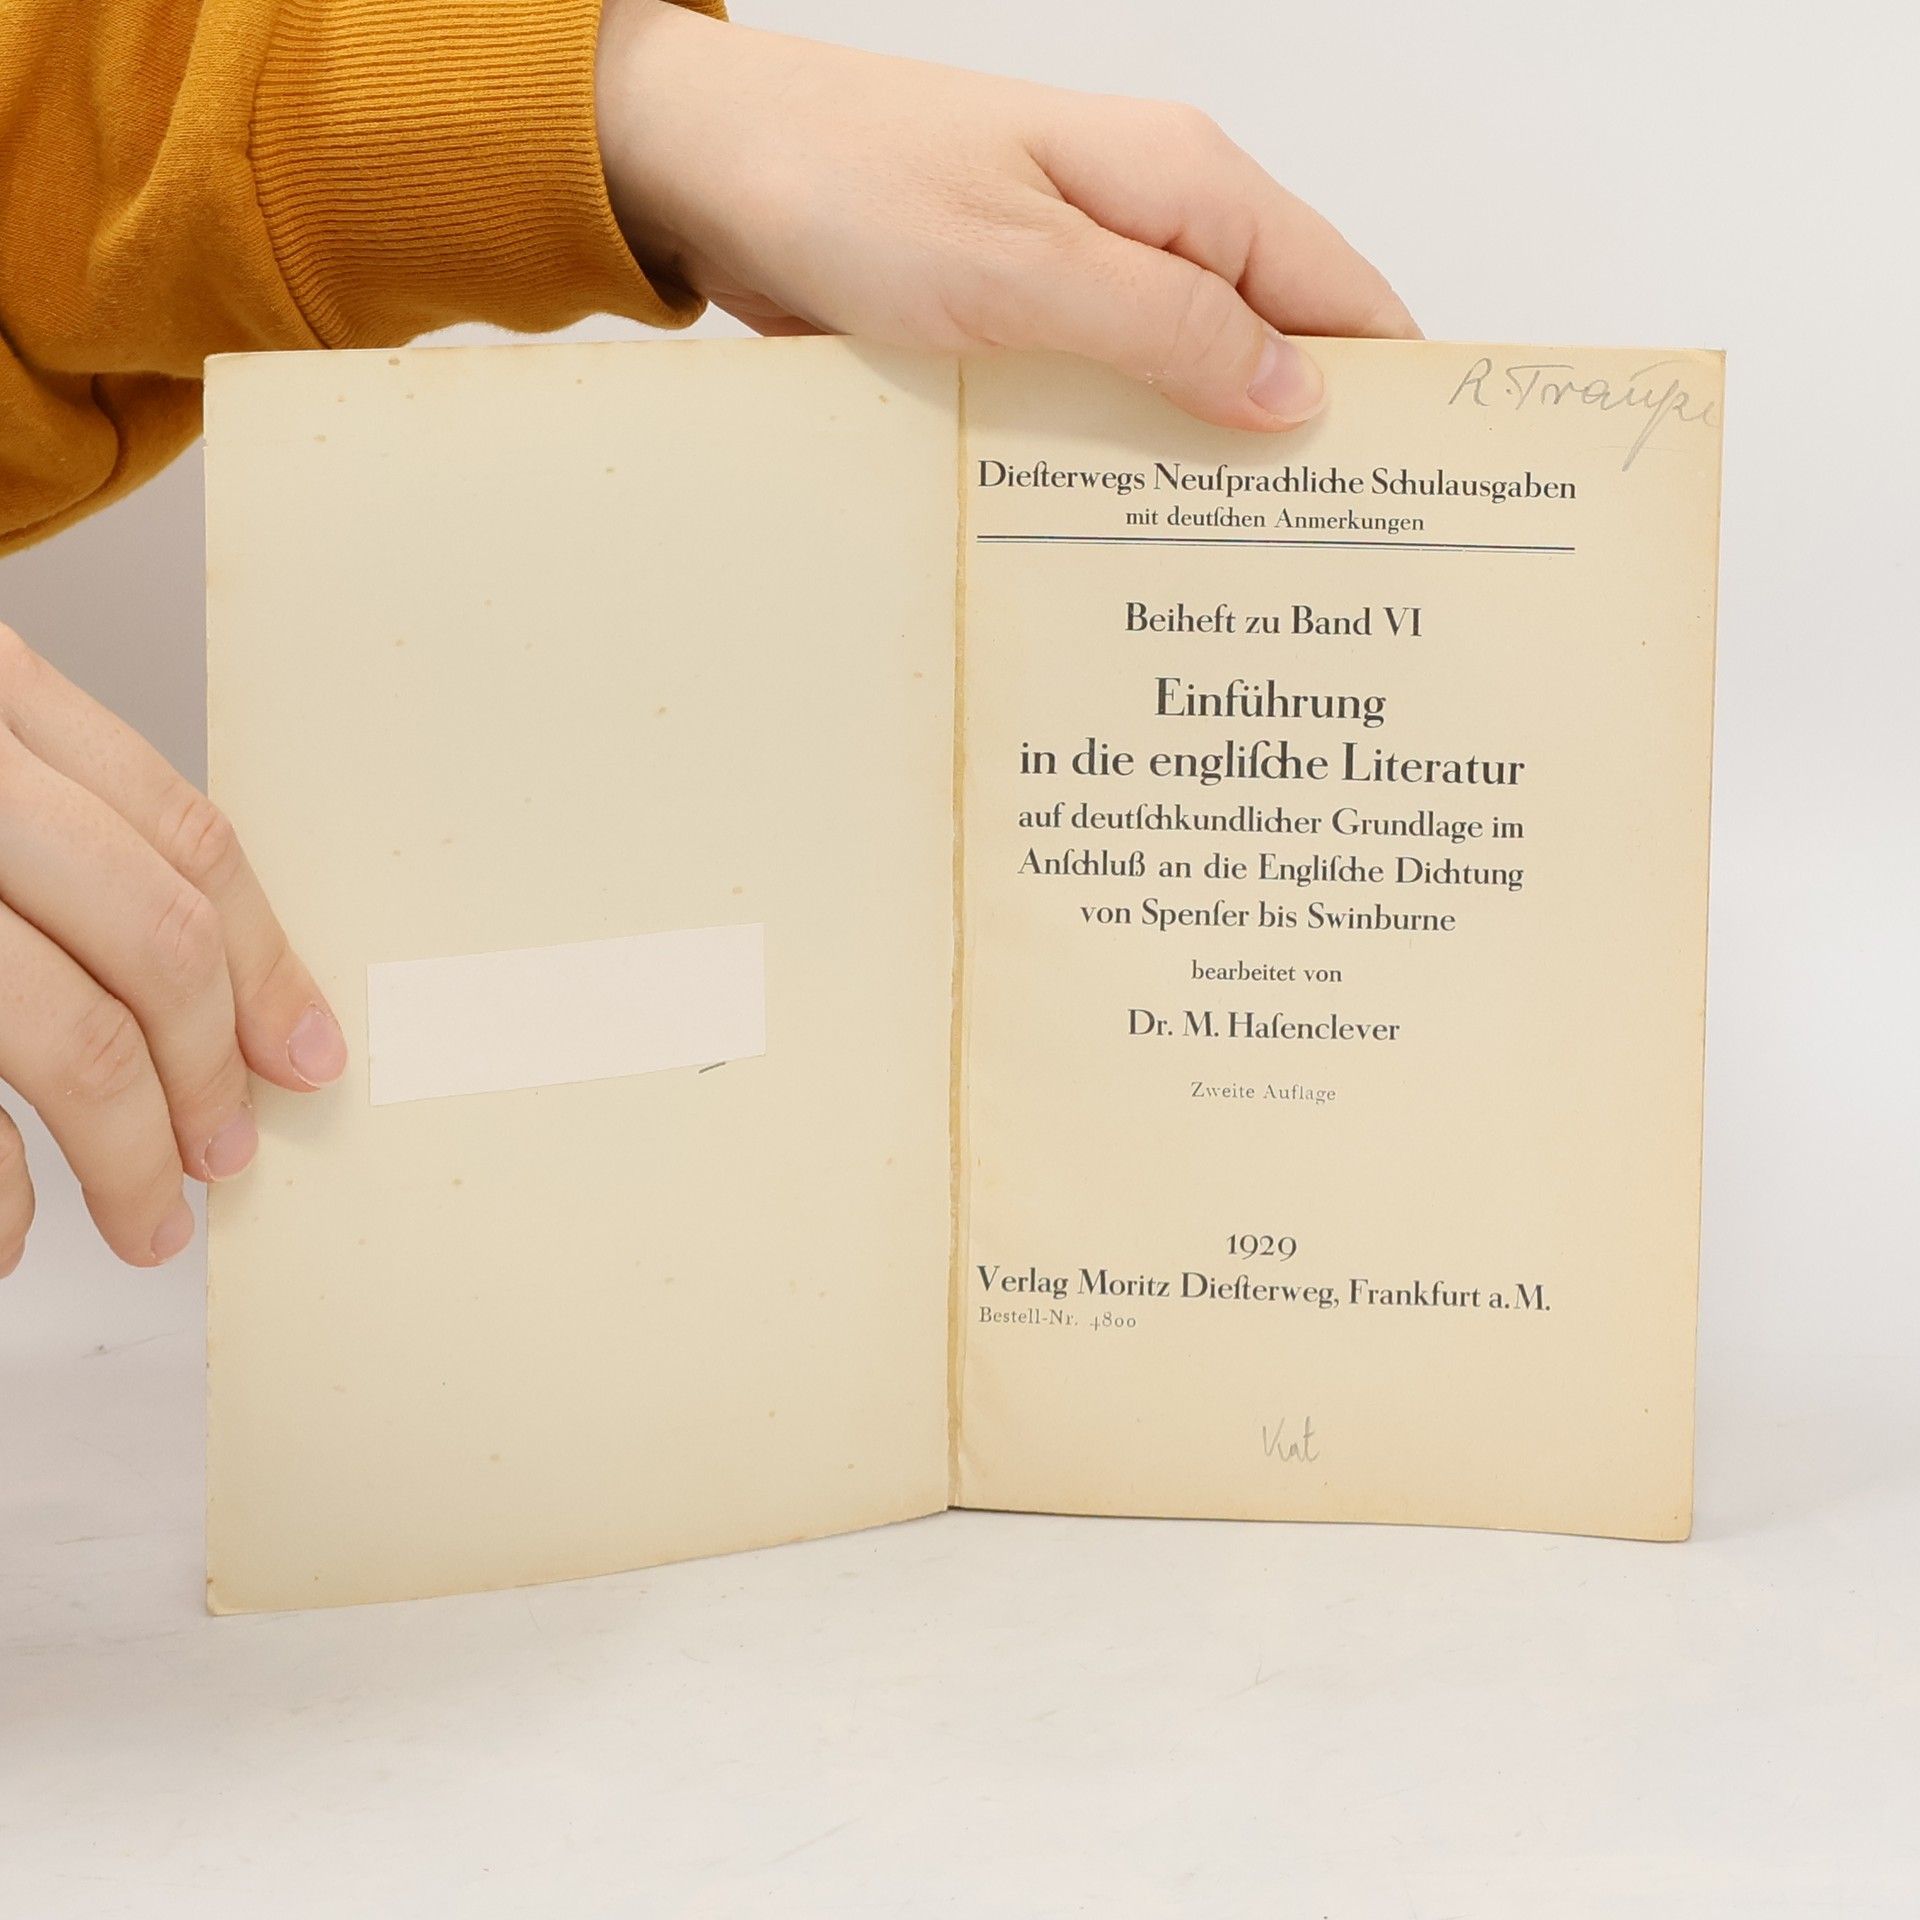 Dieſterwegs Neuſprachliche Schulausgaben
mit deutſchen Anmerkungen
Beiheft zu Band VI
Einführung
in die engliſche Literatur
auf deutſchkundlicher Grundlage im
Anſchluß an die Engliſche Dichtung
von Spenſer bis Swinburne
bearbeitet von
Dr. M. Haſenclever
Zweite Auflage
1929
Verlag Moritz Dieſterweg, Frankfurt a. M.
Bestell-Nr. 4800